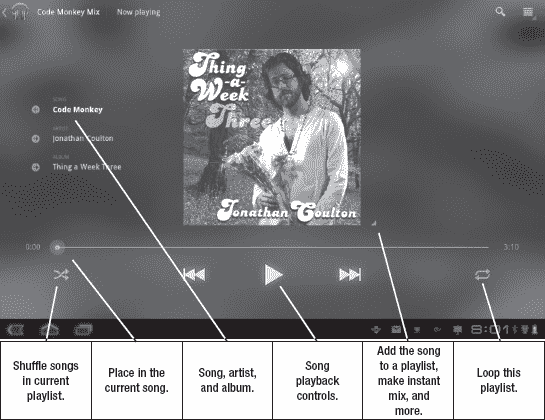 Code Monkey Mix Now playing
Thing
-a-
Week
Three
SONG
Code Monkey
ARTIST
Jonathan Coulton
ALBUM
Thing a Week Three
Jonathan Coulton
0:00 3:10
8:01
Shuffle songs
in current
playlist.
Place in the
current song.
Song, artist,
and album.
Song
playback
controls.
Add the song
to a playlist,
make instant
mix, and
more.
Loop this
playlist.